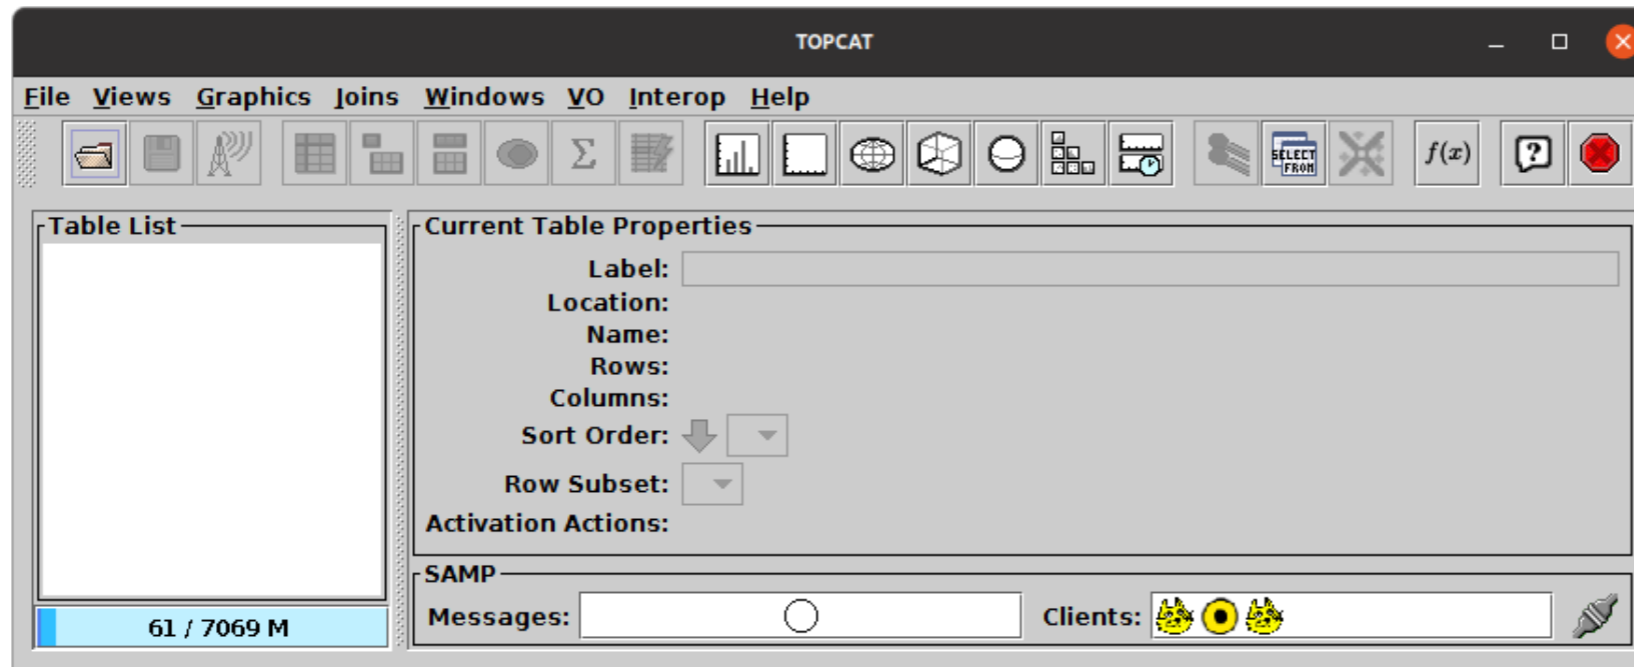 TOPCAT
File Views Graphics Joins Windows VO Interop Help
Σ SELECT FROM f(x) ?
Table List
61 / 7069 M
Current Table Properties
Label:
Location:
Name:
Rows:
Columns:
Sort Order:
Row Subset:
Activation Actions:
SAMP
Messages: Clients: